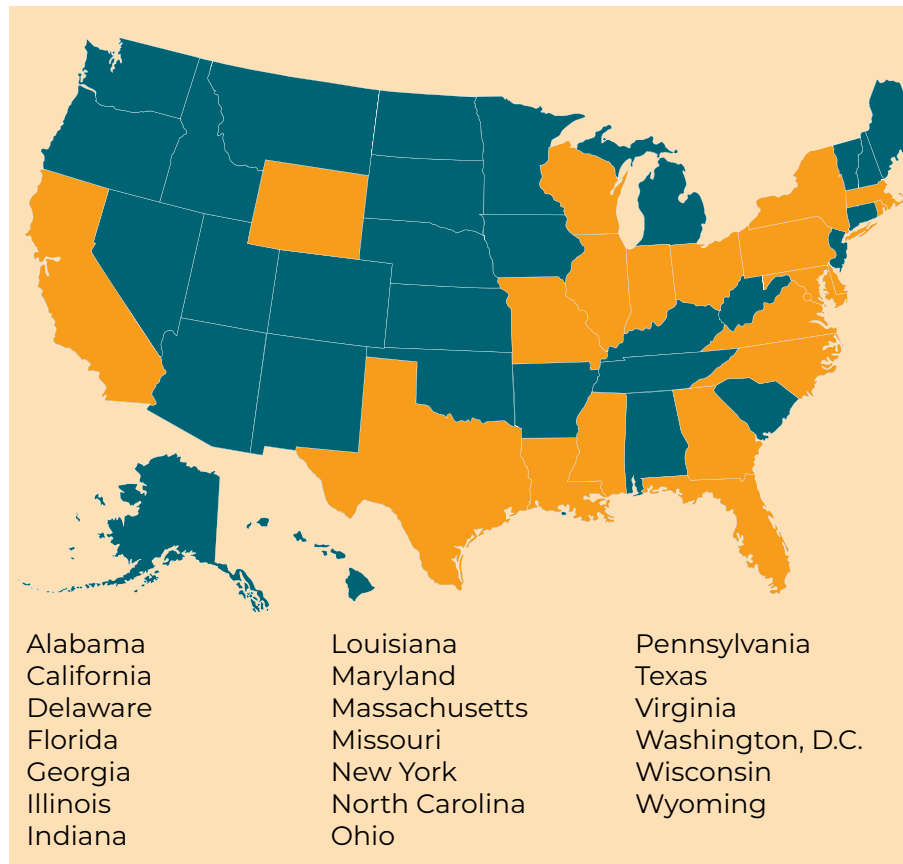 Alabama
California
Delaware
Florida
Georgia
Illinois
Indiana
Louisiana
Maryland
Massachusetts
Missouri
New York
North Carolina
Ohio
Pennsylvania
Texas
Virginia
Washington, D.C.
Wisconsin
Wyoming